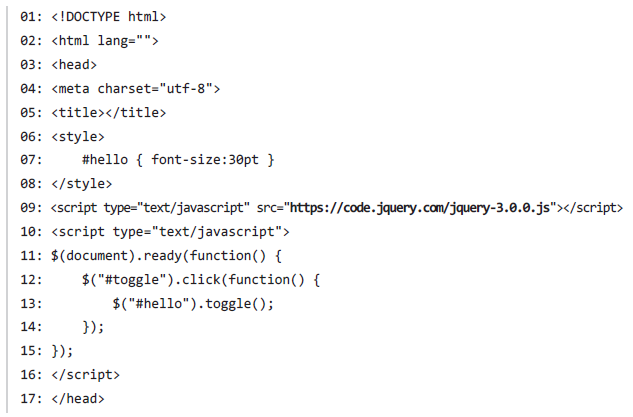 01: <!DOCTYPE html>
02: <html lang="">
03: <head>
04: <meta charset="utf-8">
05: <title></title>
06: <style>
07:     #hello { font-size:30pt }
08: </style>
09: <script type="text/javascript" src="https://code.jquery.com/jquery-3.0.0.js"></script>
10: <script type="text/javascript">
11: $(document).ready(function() {
12:     $("#toggle").click(function() {
13:         $("#hello").toggle();
14:     });
15: });
16: </script>
17: </head>